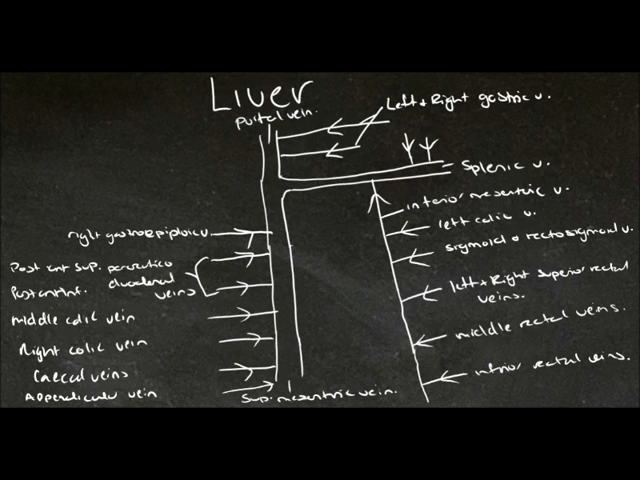 Liver
portal vein.
Left + Right gastric v.
Splenic v.
inferior mesentric v.
left colic v.
sigmoid & rectosigmoid v.
left + Right superior rectal
veins.
middle rectal veins.
inferior rectal veins.
right gastroepiploic v.
Post ant sup. pancreatico
duodenal
Post ant inf. veins
Middle colic vein
Right colic vein
Caecal veins
Appendicular vein
Sup. mesentric vein.